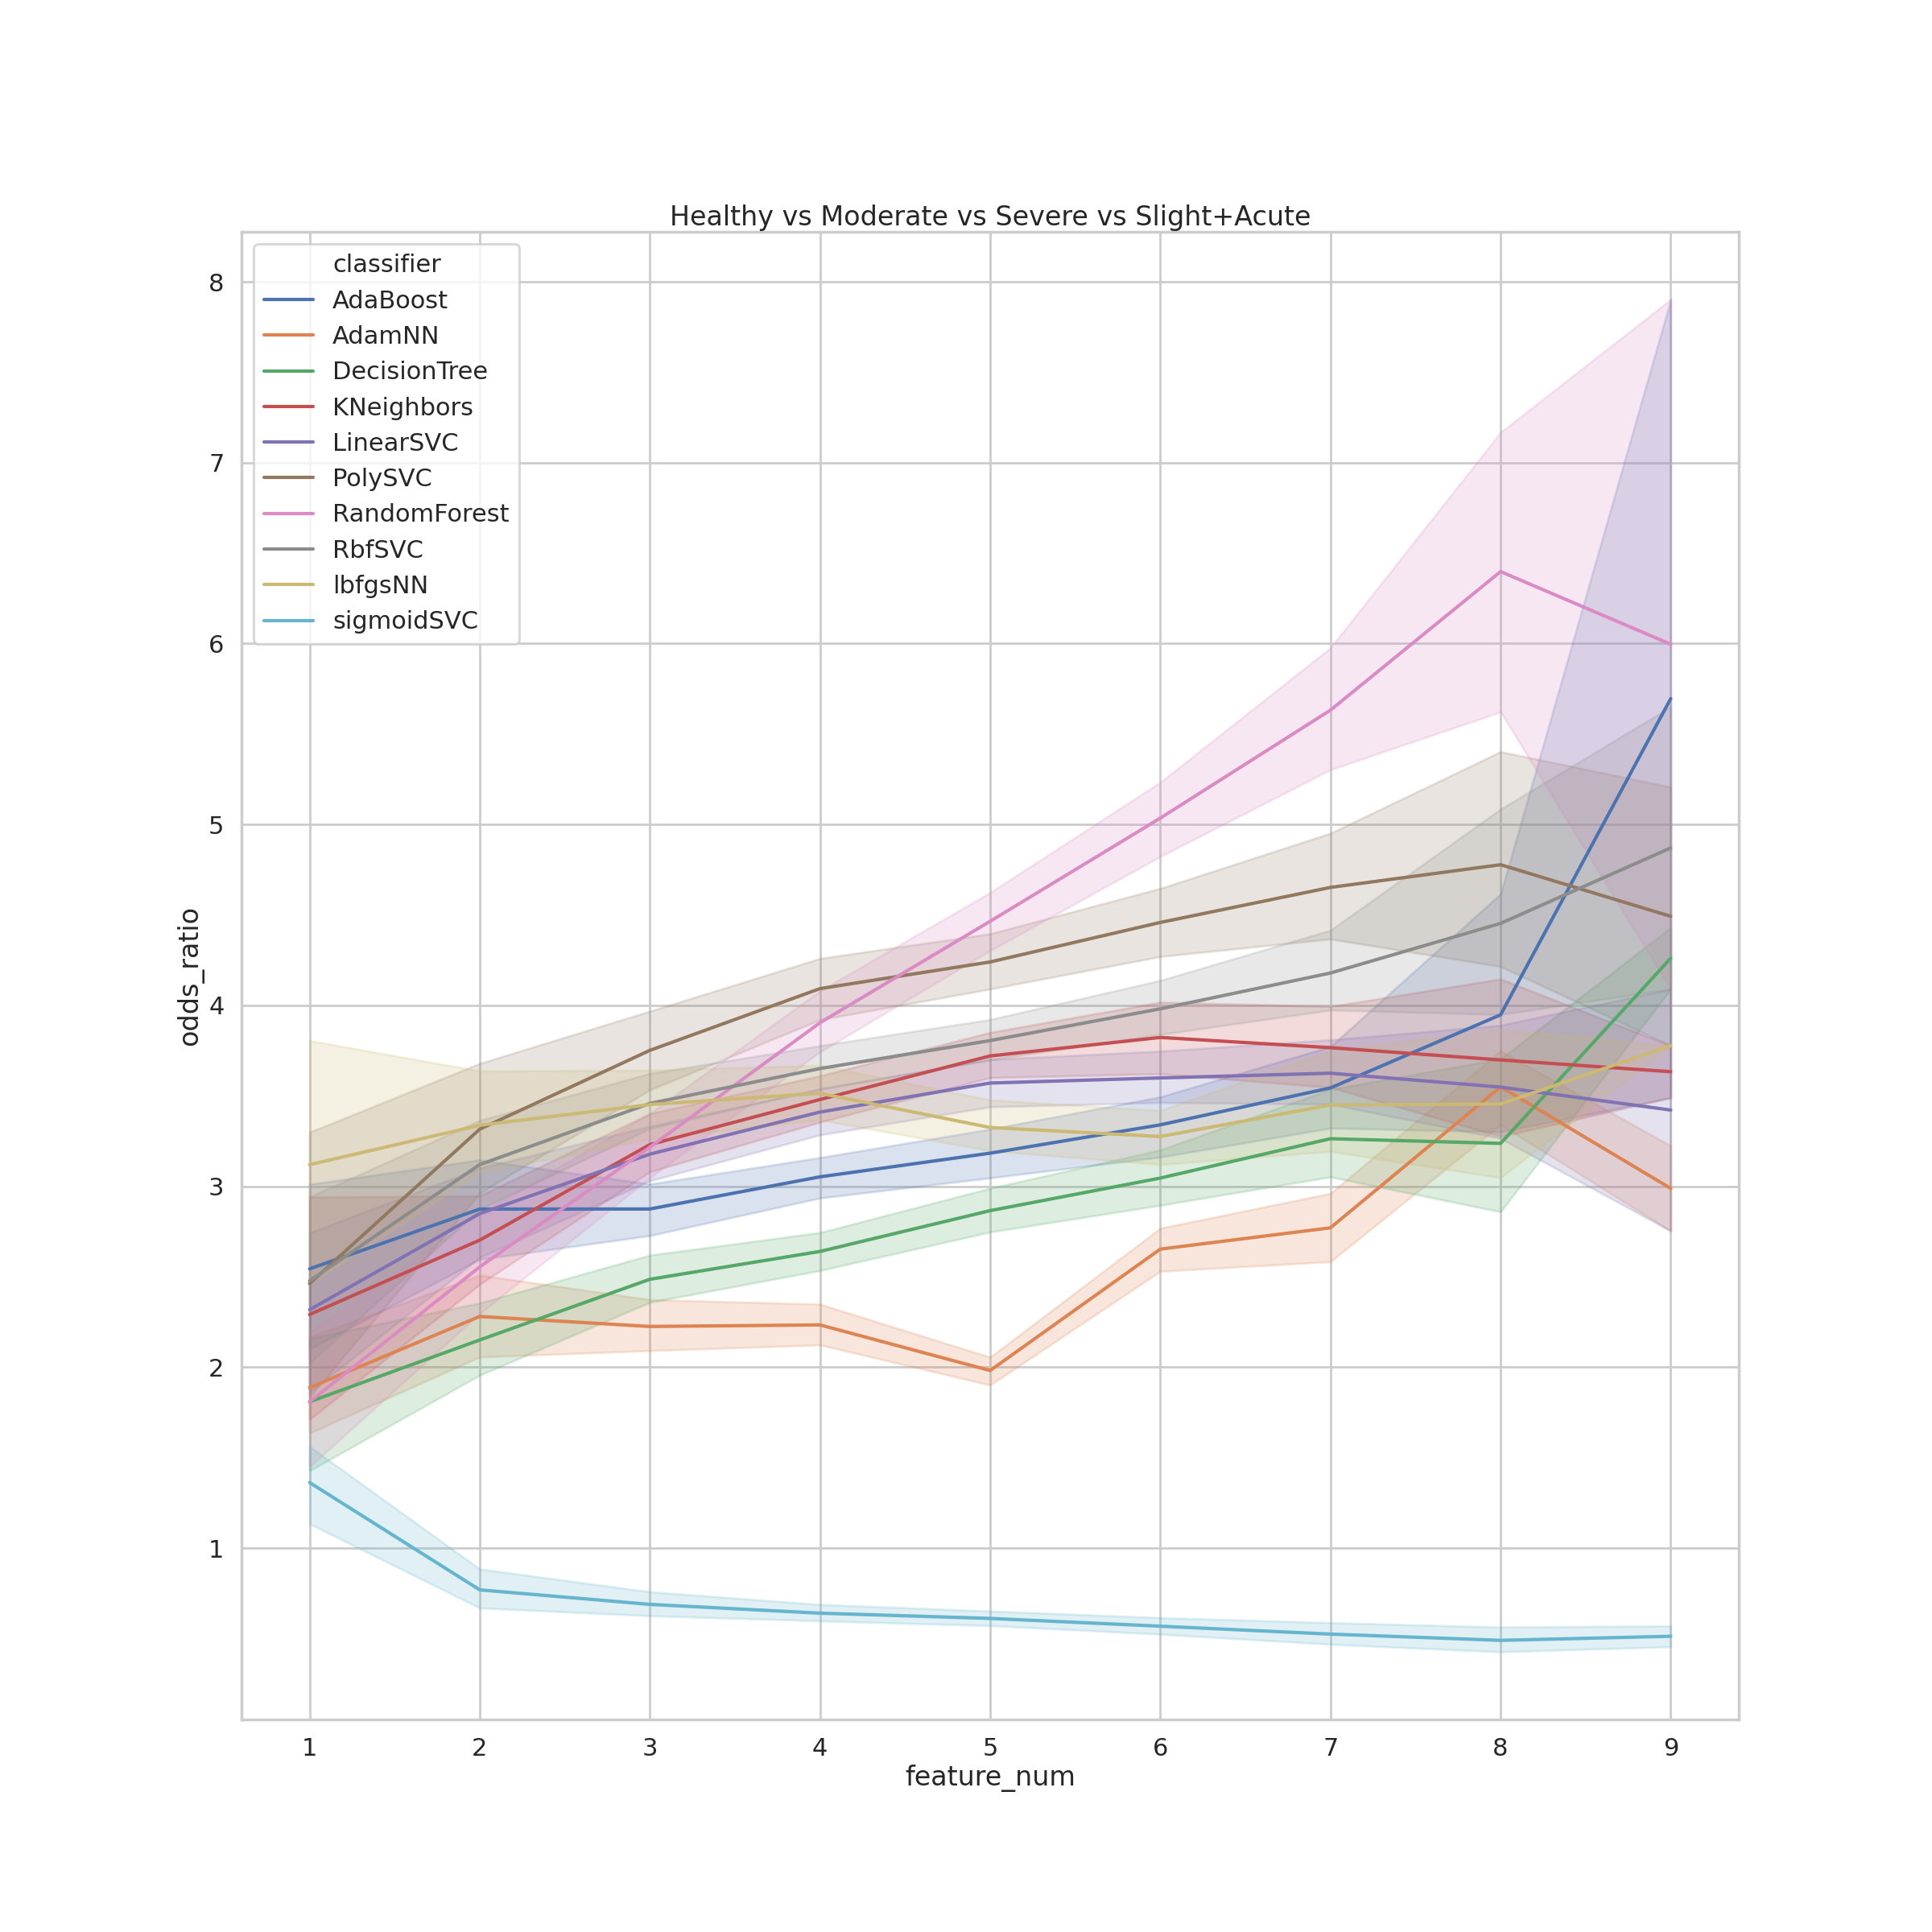 Healthy vs Moderate vs Severe vs Slight+Acute
classifier
AdaBoost
AdamNN
DecisionTree
KNeighbors
LinearSVC
PolySVC
RandomForest
RbfSVC
lbfgsNN
sigmoidSVC
8
7
6
5
4
3
2
1
odds_ratio
1 2 3 4 5 6 7 8 9
feature_num